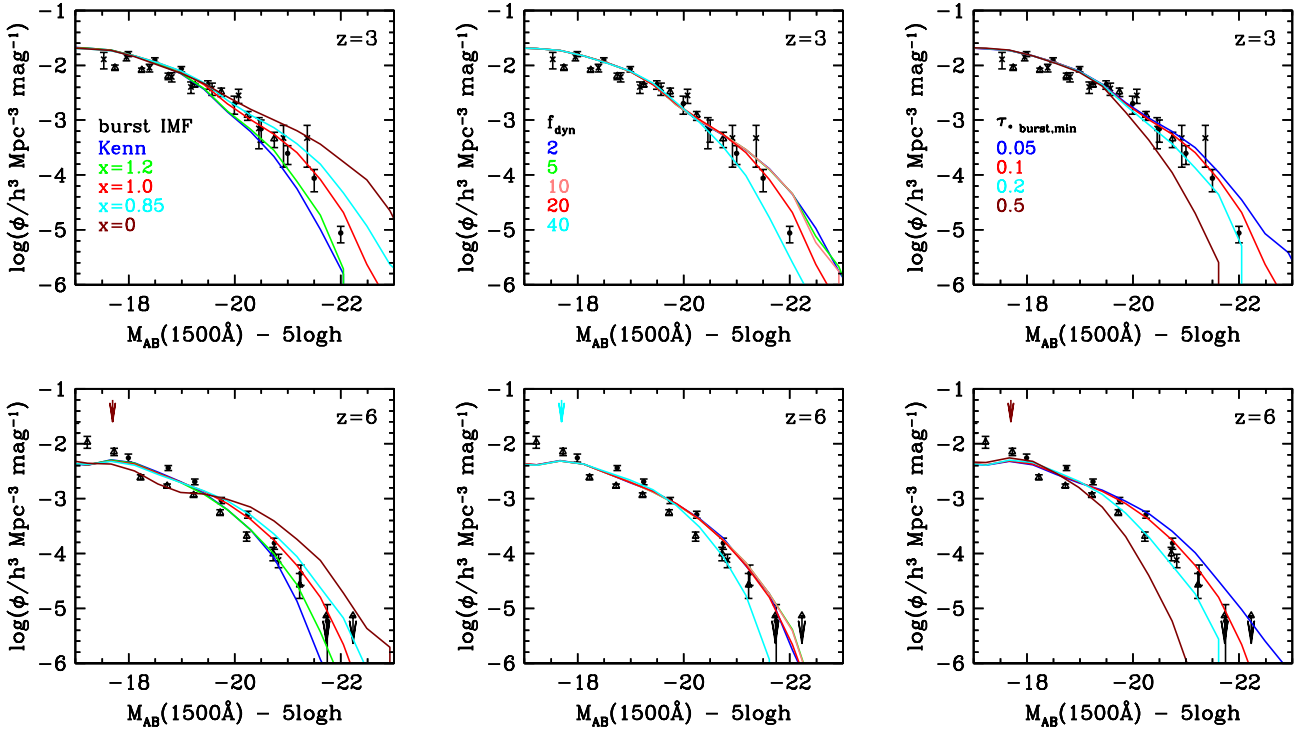 −1
−2
−3
−4
−5
−6
log(ϕ/h³ Mpc⁻³ mag⁻¹)
z=3
burst IMF
Kenn
x=1.2
x=1.0
x=0.85
x=0
−18
−20
−22
M_AB(1500Å) − 5logh
−1
−2
−3
−4
−5
−6
log(ϕ/h³ Mpc⁻³ mag⁻¹)
z=3
f_dyn
2
5
10
20
40
−18
−20
−22
M_AB(1500Å) − 5logh
−1
−2
−3
−4
−5
−6
log(ϕ/h³ Mpc⁻³ mag⁻¹)
z=3
τ_* burst,min
0.05
0.1
0.2
0.5
−18
−20
−22
M_AB(1500Å) − 5logh
−1
−2
−3
−4
−5
−6
log(ϕ/h³ Mpc⁻³ mag⁻¹)
z=6
−18
−20
−22
M_AB(1500Å) − 5logh
−1
−2
−3
−4
−5
−6
log(ϕ/h³ Mpc⁻³ mag⁻¹)
z=6
−18
−20
−22
M_AB(1500Å) − 5logh
−1
−2
−3
−4
−5
−6
log(ϕ/h³ Mpc⁻³ mag⁻¹)
z=6
−18
−20
−22
M_AB(1500Å) − 5logh